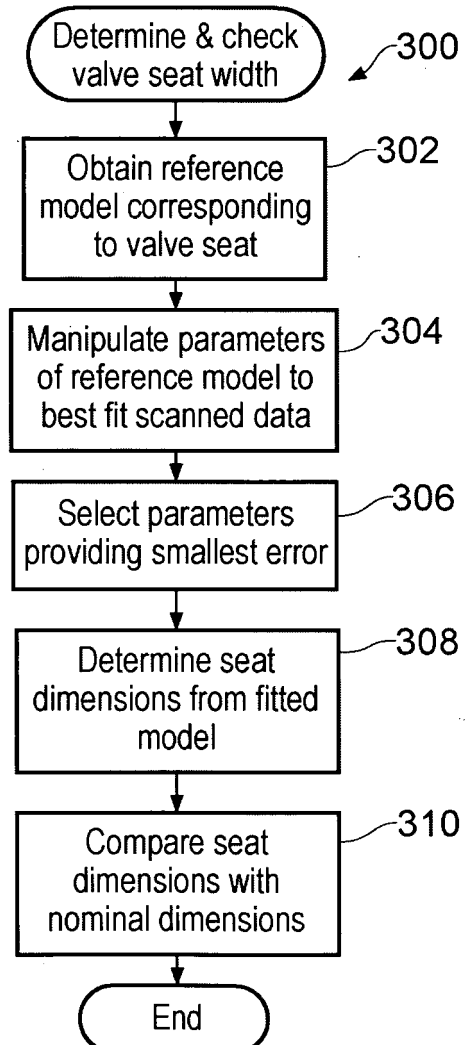 Determine & check
valve seat width
300
302
Obtain reference
model corresponding
to valve seat
304
Manipulate parameters
of reference model to
best fit scanned data
306
Select parameters
providing smallest error
308
Determine seat
dimensions from fitted
model
310
Compare seat
dimensions with
nominal dimensions
End